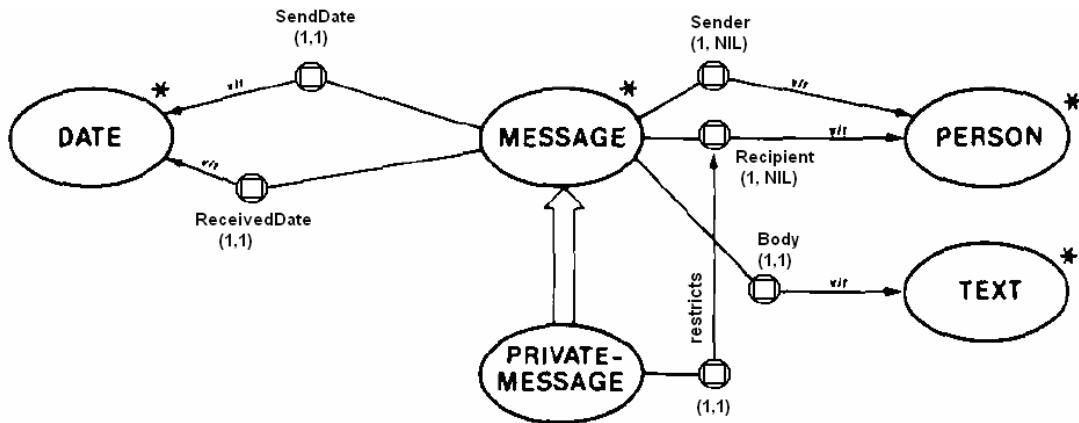 SendDate
(1,1)
Sender
(1, NIL)
v/r
v/r
*
*
*
DATE
MESSAGE
PERSON
v/r
v/r
Recipient
(1, NIL)
ReceivedDate
(1,1)
Body
(1,1)
*
v/r
TEXT
restricts
PRIVATE-
MESSAGE
(1,1)